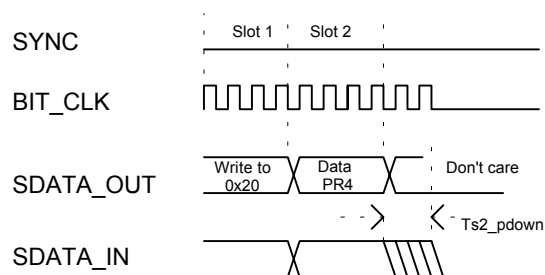 SYNC
Slot 1
Slot 2
BIT_CLK
SDATA_OUT
Write to
0x20
Data
PR4
Don't care
Ts2_pdown
SDATA_IN